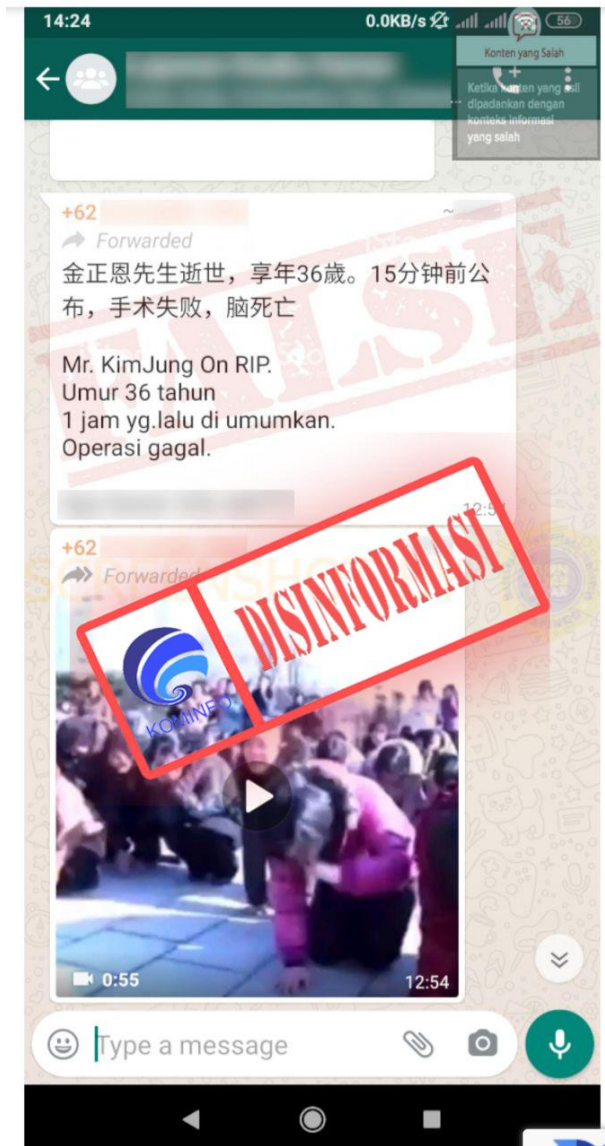 14:24
0.0KB/s
56
Konten yang Salah
Ketika konten yang asli
dipadankan dengan
konteks informasi
yang salah
+62
~
Forwarded
金正恩先生逝世，享年36歲。15分钟前公
布，手术失败，脑死亡
Mr. KimJung On RIP.
Umur 36 tahun
1 jam yg.lalu di umumkan.
Operasi gagal.
12:54
FALSE
+62
Forwarded
DISINFORMASI
KOMINFO
0:55
12:54
Type a message